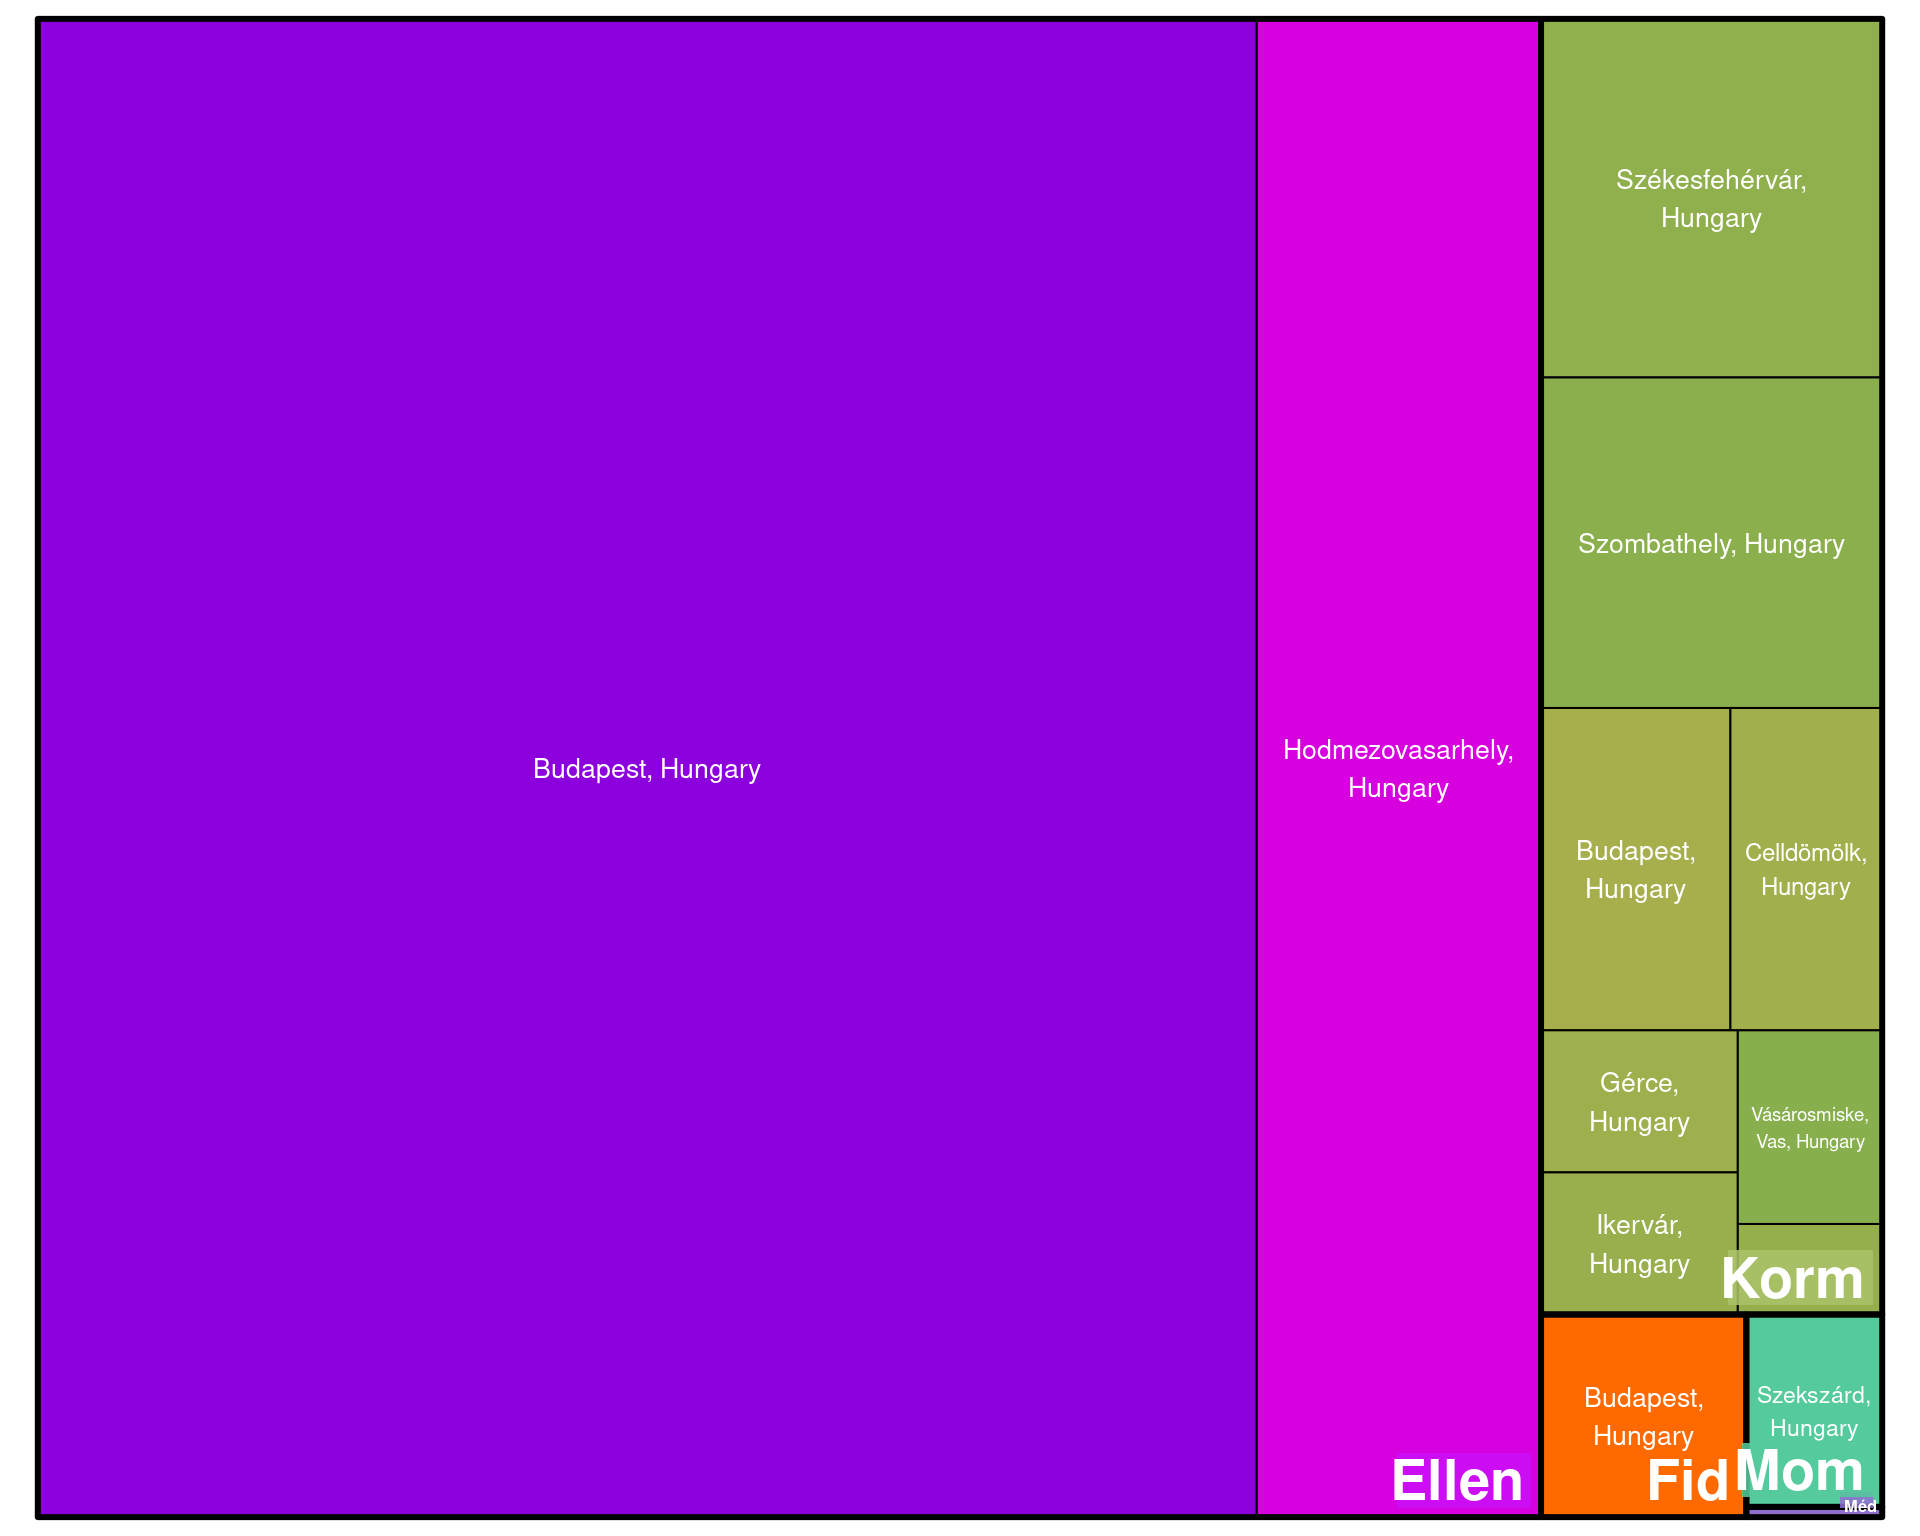 Budapest, Hungary
Hodmezovasarhely,
Hungary
Ellen
Székesfehérvár,
Hungary
Szombathely, Hungary
Budapest,
Hungary
Celldömölk,
Hungary
Gérce,
Hungary
Vásárosmiske,
Vas, Hungary
Ikervár,
Hungary
Korm
Budapest,
Hungary
Fid
Szekszárd,
Hungary
Mom
Méd